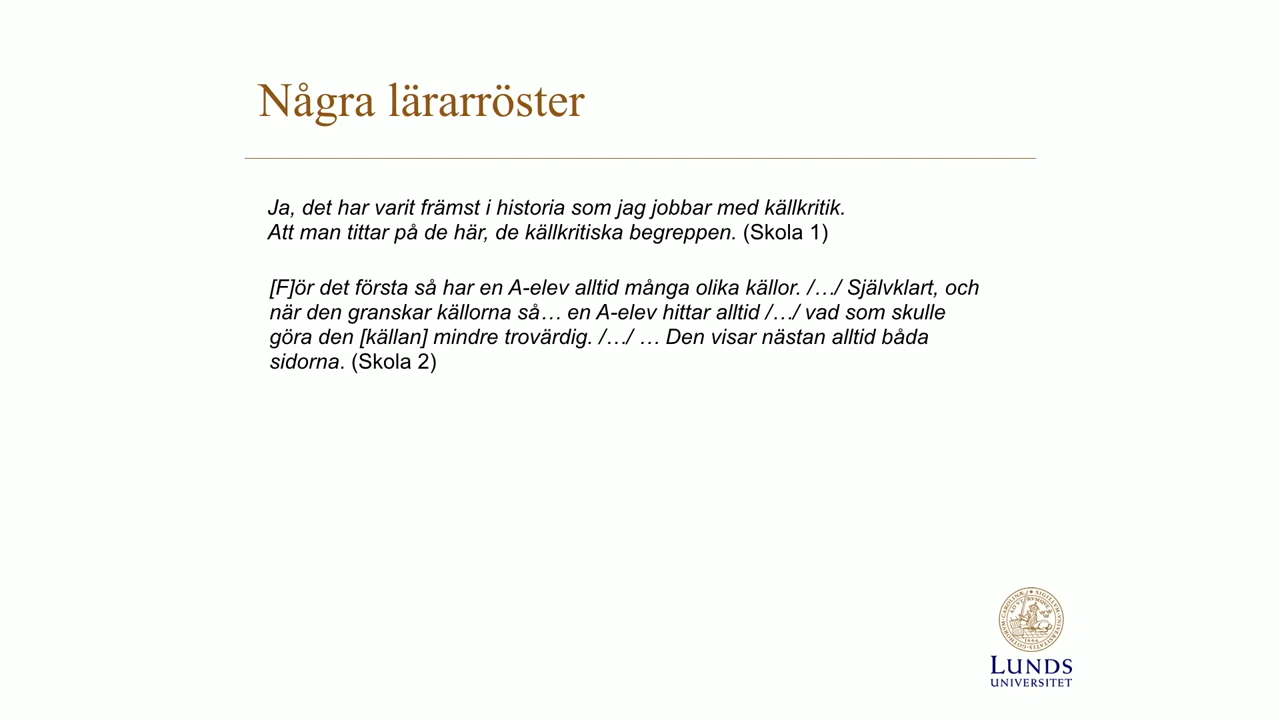 Några lärarröster
Ja, det har varit främst i historia som jag jobbar med källkritik.
Att man tittar på de här, de källkritiska begreppen. (Skola 1)
[F]ör det första så har en A-elev alltid många olika källor. /…/ Självklart, och
när den granskar källorna så… en A-elev hittar alltid /…/ vad som skulle
göra den [källan] mindre trovärdig. /…/ … Den visar nästan alltid båda
sidorna. (Skola 2)
LUNDS
UNIVERSITET